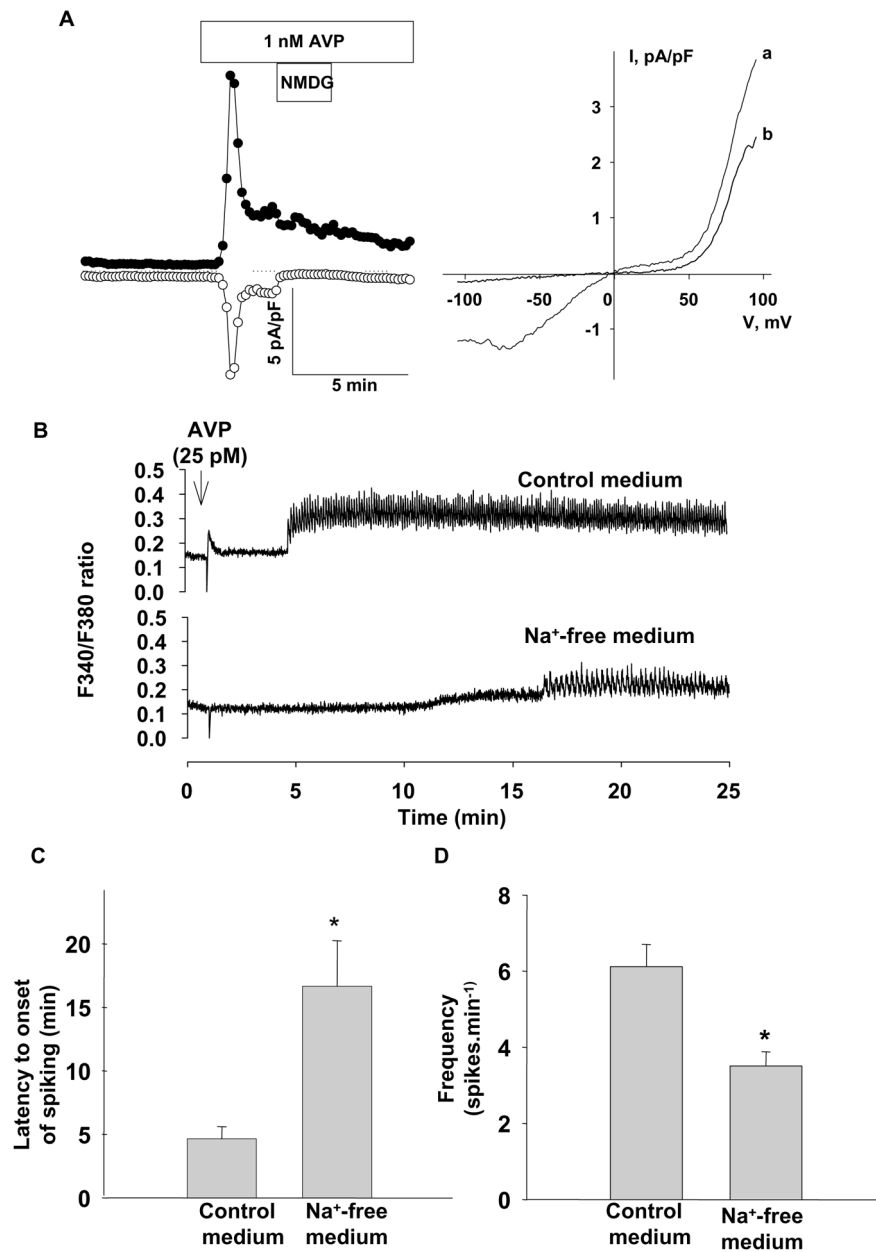 A
1 nM AVP
NMDG
5 pA/pF
5 min
I, pA/pF
a
b
3
2
1
-1
-100
-50
0
50
100
V, mV
B
AVP
(25 pM)
Control medium
0.5
0.4
0.3
0.2
0.1
0.0
F340/F380 ratio
Na⁺-free medium
0.5
0.4
0.3
0.2
0.1
0.0
0
5
10
15
20
25
Time (min)
C
Latency to onset
of spiking (min)
20
15
10
5
0
*
Control
medium
Na⁺-free
medium
D
Frequency
(spikes.min⁻¹)
8
6
4
2
0
*
Control
medium
Na⁺-free
medium